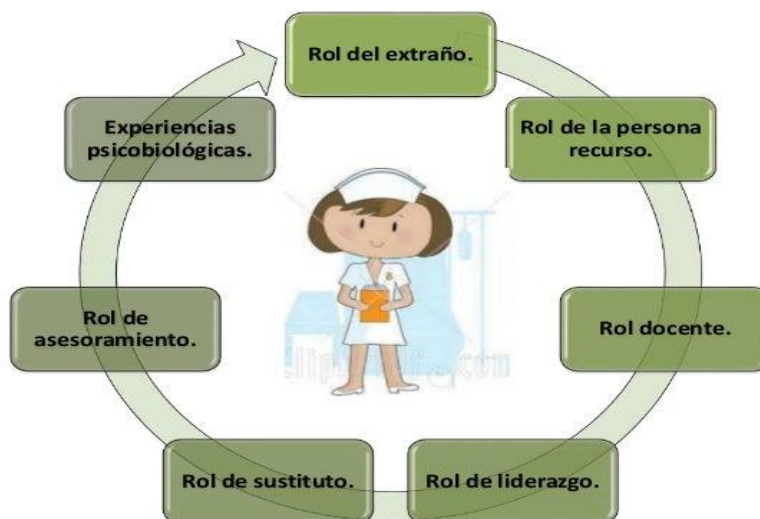 Rol del extraño.
Rol de la persona
recurso.
Rol docente.
Rol de liderazgo.
Rol de sustituto.
Rol de
asesoramiento.
Experiencias
psicobiológicas.